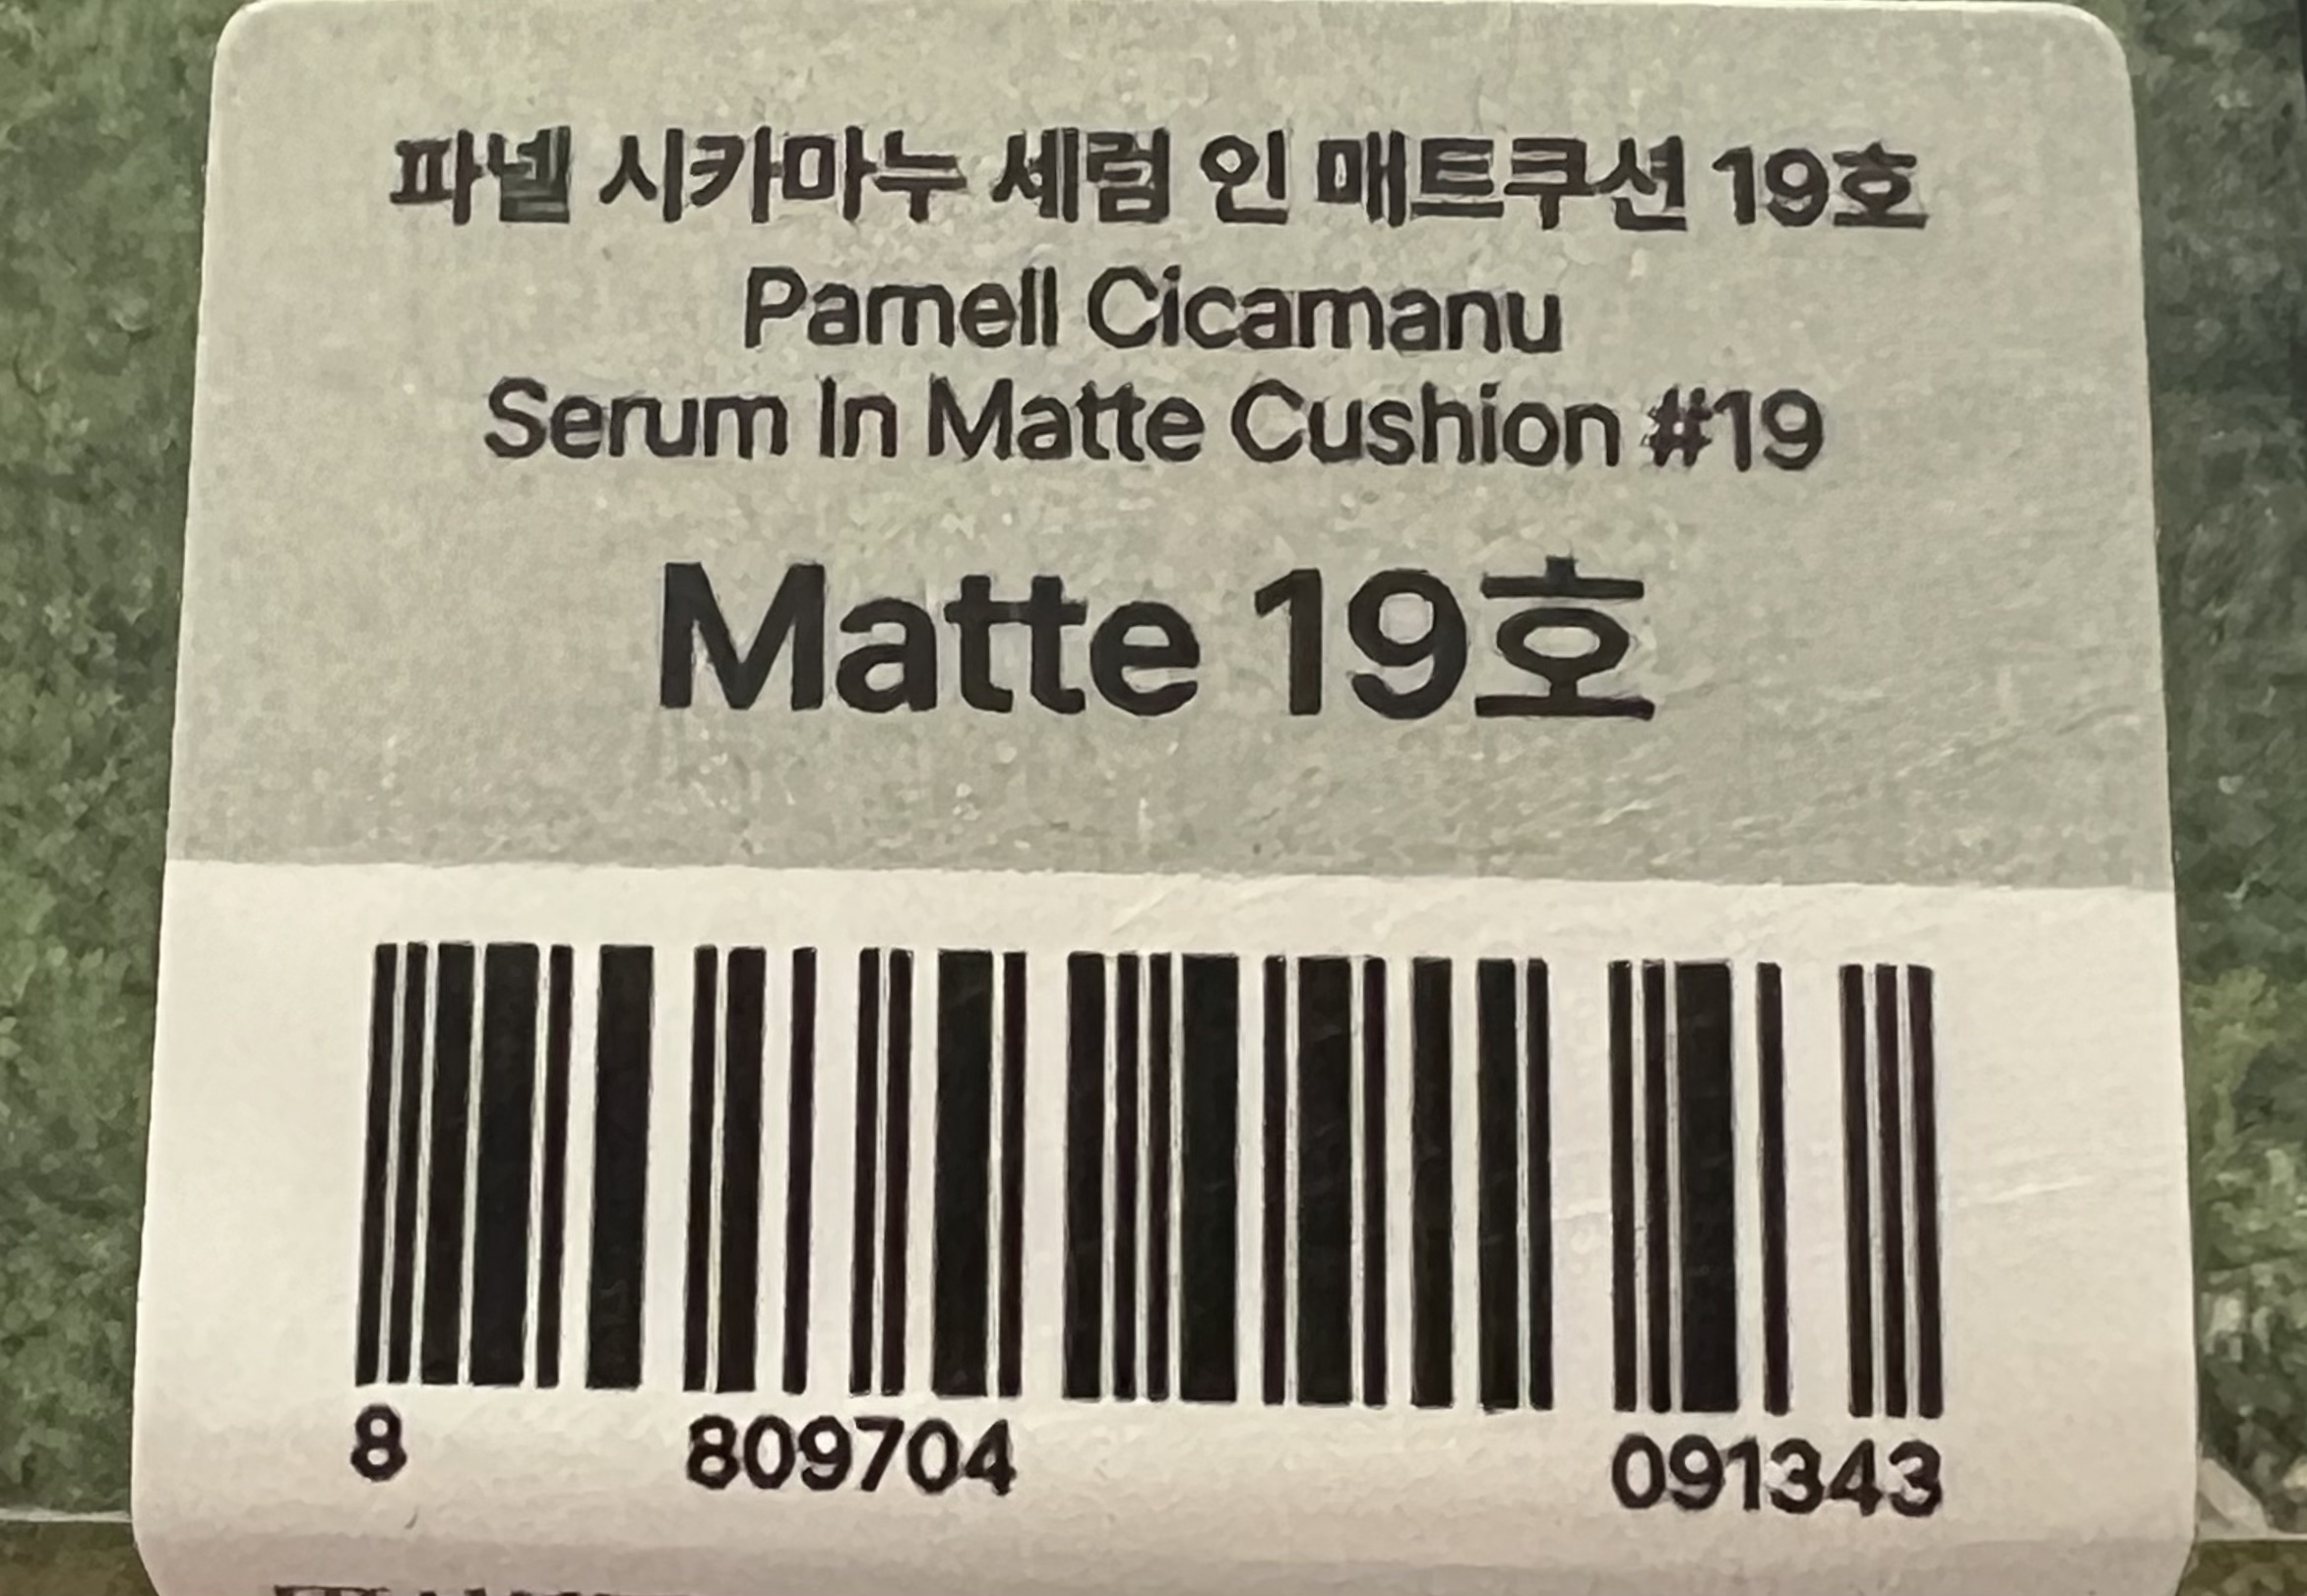 파넬 시카마누 세럼 인 매트쿠션 19호
Parnell Cicamanu
Serum In Matte Cushion #19
Matte 19호
8 809704 091343